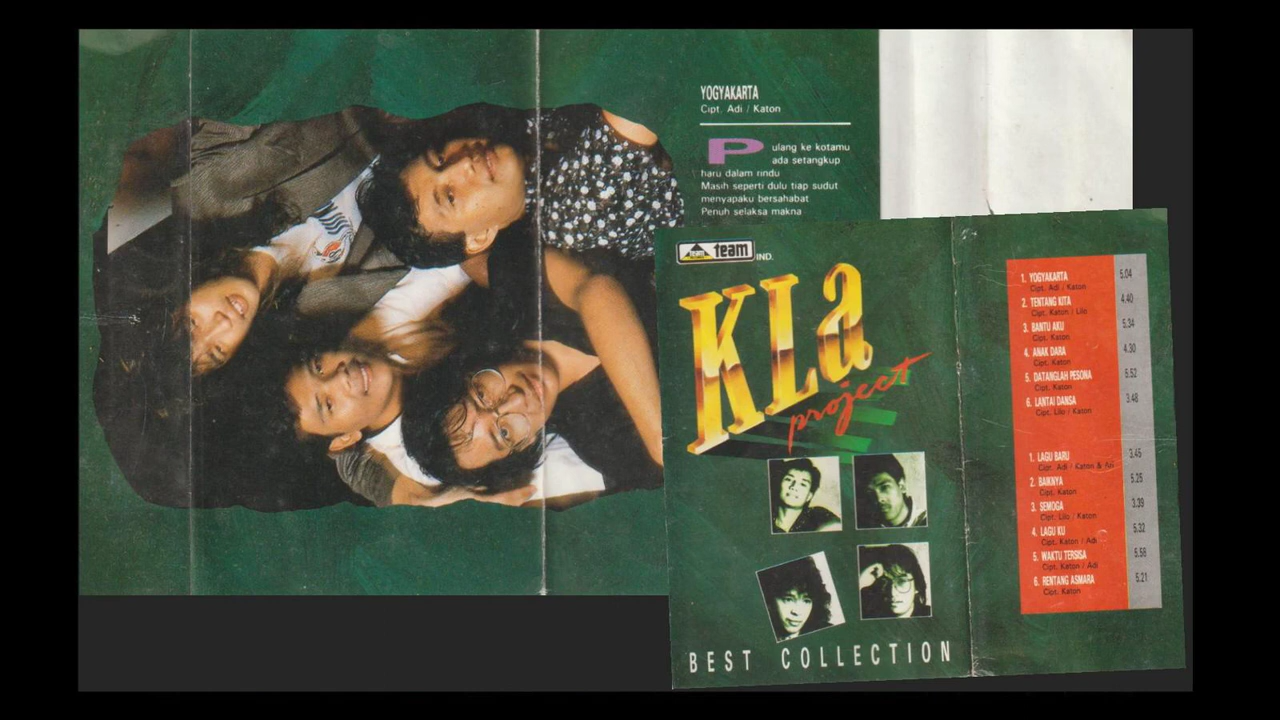 YOGYAKARTA
Cipt. Adi / Katon
Pulang ke kotamu
ada setangkup
haru dalam rindu
Masih seperti dulu tiap sudut
menyapaku bersahabat
Penuh selaksa makna
team team IND.
KLa
project
BEST COLLECTION
1. YOGYAKARTA 5.04
Cipt. Adi / Katon
2. TENTANG KITA 4.40
Cipt. Katon / Lilo
3. BANTU AKU 5.34
Cipt. Katon
4. ANAK DARA 4.30
Cipt. Katon
5. DATANGLAH PESONA 5.52
Cipt. Katon
6. LANTAI DANSA 3.48
Cipt. Lilo / Katon
1. LAGU BARU 3.45
Cipt. Adi / Katon & Ari
2. BAIKNYA 5.25
Cipt. Katon
3. SEMOGA 3.39
Cipt. Lilo / Katon
4. LAGU KU 5.32
Cipt. Katon / Adi
5. WAKTU TERSISA 5.58
Cipt. Katon / Adi
6. RENTANG ASMARA 5.21
Cipt. Katon